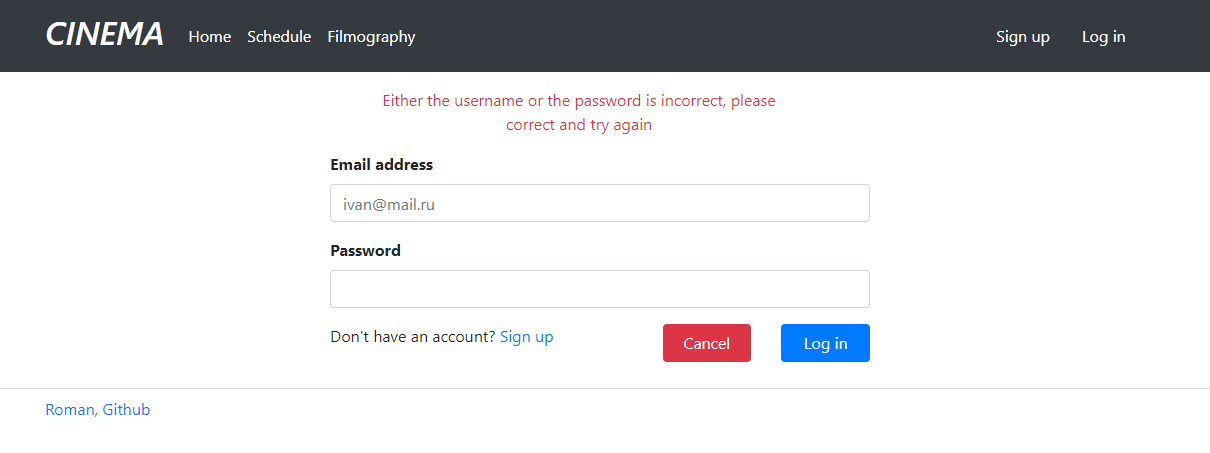 CINEMA Home Schedule Filmography Sign up Log in
Either the username or the password is incorrect, please
correct and try again
Email address
ivan@mail.ru
Password
Don't have an account? Sign up Cancel Log in
Roman, Github